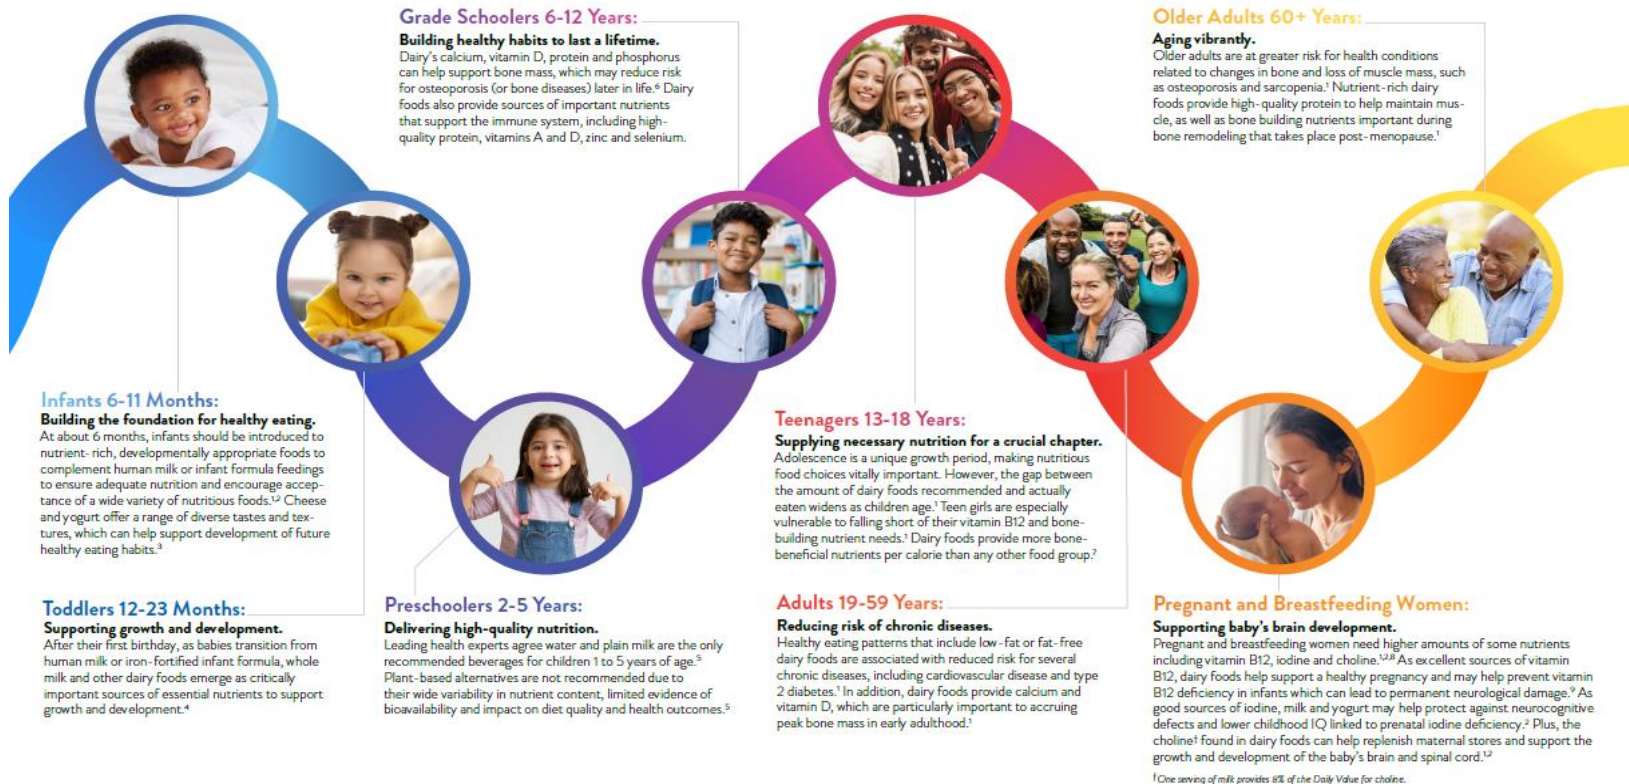 Grade Schoolers 6-12 Years:
Building healthy habits to last a lifetime.
Dairy's calcium, vitamin D, protein and phosphorus
can help support bone mass, which may reduce risk
for osteoporosis (or bone diseases) later in life.⁶ Dairy
foods also provide sources of important nutrients
that support the immune system, including high-
quality protein, vitamins A and D, zinc and selenium.
Older Adults 60+ Years:
Aging vibrantly.
Older adults are at greater risk for health conditions
related to changes in bone and loss of muscle mass, such
as osteoporosis and sarcopenia.¹ Nutrient-rich dairy
foods provide high-quality protein to help maintain mus-
cle, as well as bone building nutrients important during
bone remodeling that takes place post-menopause.¹
Infants 6-11 Months:
Building the foundation for healthy eating.
At about 6 months, infants should be introduced to
nutrient-rich, developmentally appropriate foods to
complement human milk or infant formula feedings
to ensure adequate nutrition and encourage accep-
tance of a wide variety of nutritious foods.¹,² Cheese
and yogurt offer a range of diverse tastes and tex-
tures, which can help support development of future
healthy eating habits.³
Teenagers 13-18 Years:
Supplying necessary nutrition for a crucial chapter.
Adolescence is a unique growth period, making nutritious
food choices vitally important. However, the gap between
the amount of dairy foods recommended and actually
eaten widens as children age.¹ Teen girls are especially
vulnerable to falling short of their vitamin B12 and bone-
building nutrient needs.¹ Dairy foods provide more bone-
beneficial nutrients per calorie than any other food group.⁷
Toddlers 12-23 Months:
Supporting growth and development.
After their first birthday, as babies transition from
human milk or iron-fortified infant formula, whole
milk and other dairy foods emerge as critically
important sources of essential nutrients to support
growth and development.⁴
Preschoolers 2-5 Years:
Delivering high-quality nutrition.
Leading health experts agree water and plain milk are the only
recommended beverages for children 1 to 5 years of age.⁵
Plant-based alternatives are not recommended due to
their wide variability in nutrient content, limited evidence of
bioavailability and impact on diet quality and health outcomes.⁵
Adults 19-59 Years:
Reducing risk of chronic diseases.
Healthy eating patterns that include low-fat or fat-free
dairy foods are associated with reduced risk for several
chronic diseases, including cardiovascular disease and type
2 diabetes.¹ In addition, dairy foods provide calcium and
vitamin D, which are particularly important to accruing
peak bone mass in early adulthood.¹
Pregnant and Breastfeeding Women:
Supporting baby's brain development.
Pregnant and breastfeeding women need higher amounts of some nutrients
including vitamin B12, iodine and choline.¹,²,⁸ As excellent sources of vitamin
B12, dairy foods help support a healthy pregnancy and may help prevent vitamin
B12 deficiency in infants which can lead to permanent neurological damage.⁹ As
good sources of iodine, milk and yogurt may help protect against neurocognitive
defects and lower childhood IQ linked to prenatal iodine deficiency.² Plus, the
choline† found in dairy foods can help replenish maternal stores and support the
growth and development of the baby's brain and spinal cord.¹,²
†One serving of milk provides 8% of the Daily Value for choline.